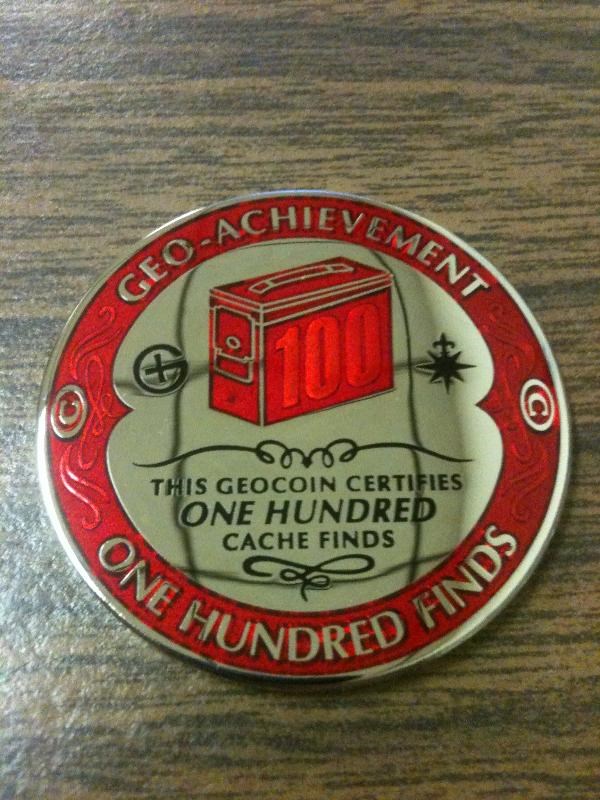 GEO-ACHIEVEMENT
100
G
© ©
THIS GEOCOIN CERTIFIES
ONE HUNDRED
CACHE FINDS
ONE HUNDRED FINDS